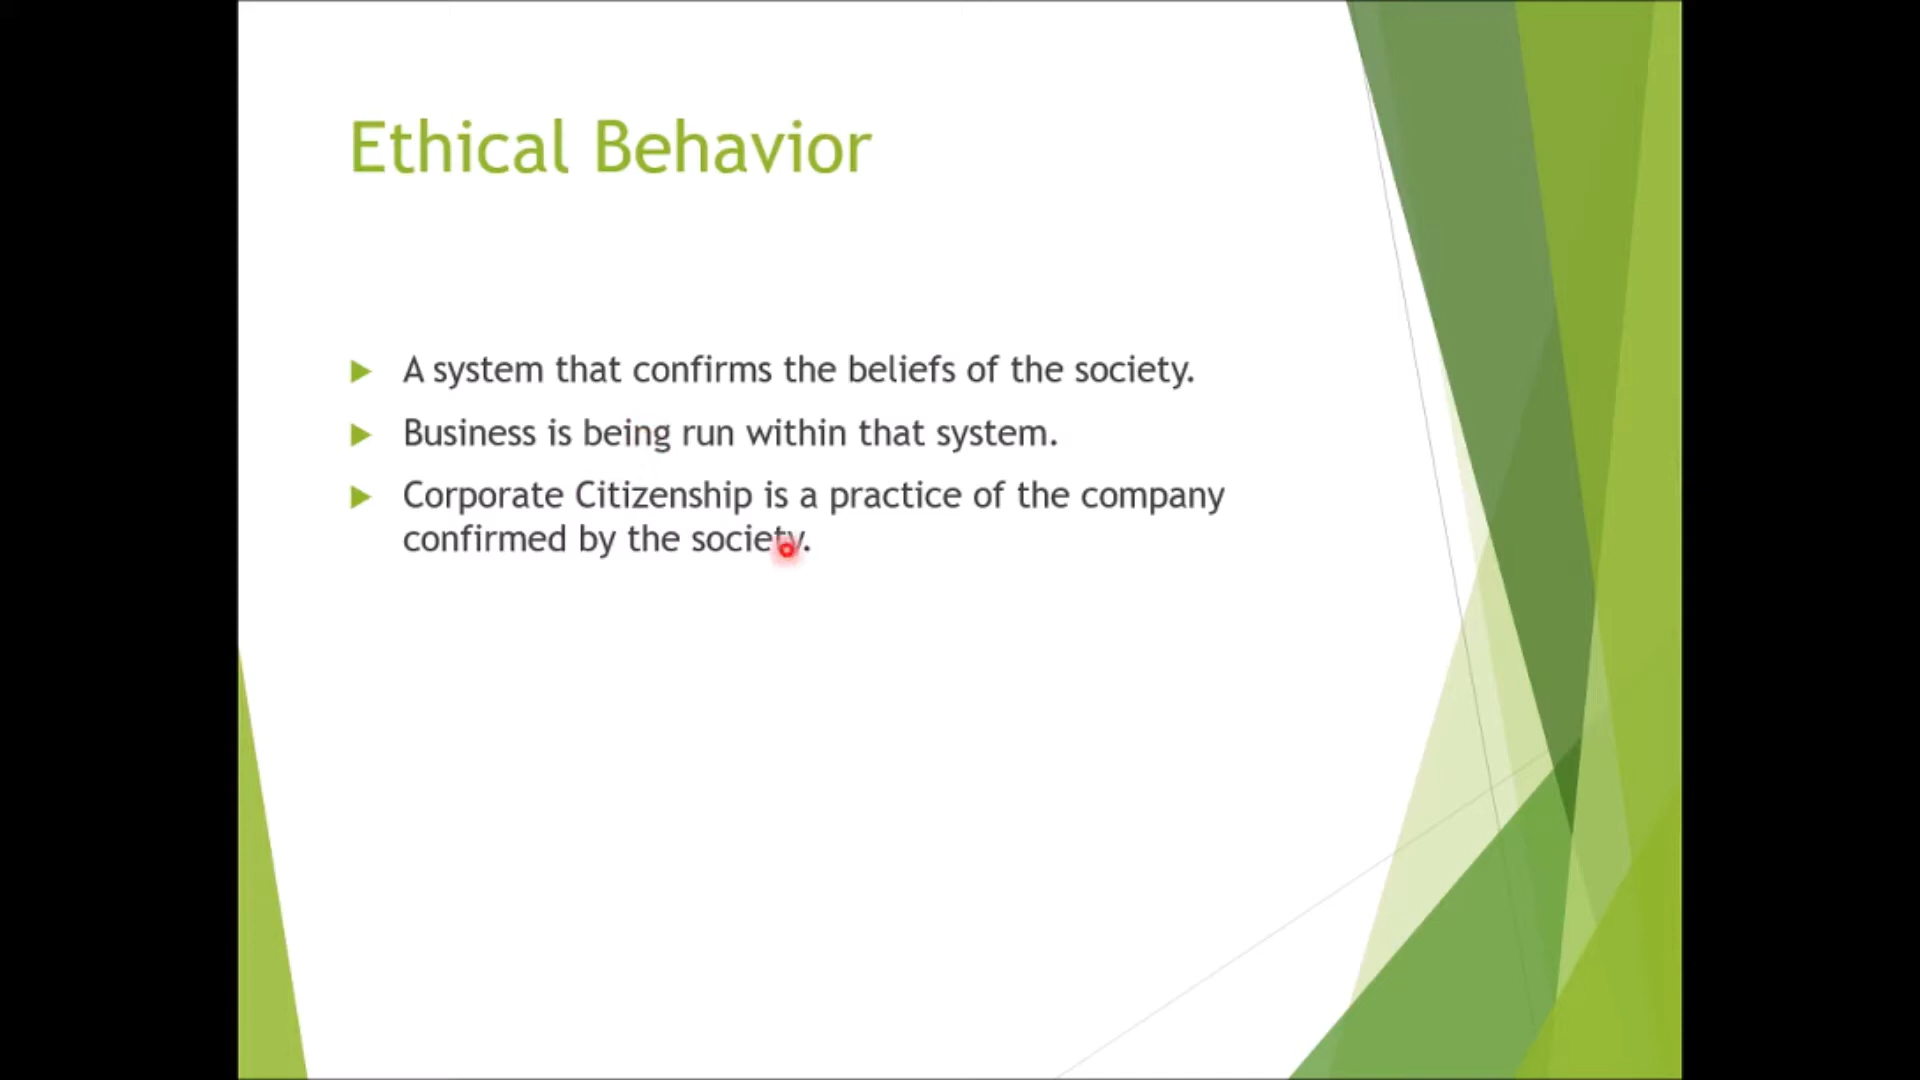 Ethical Behavior
A system that confirms the beliefs of the society.
Business is being run within that system.
Corporate Citizenship is a practice of the company
confirmed by the society.